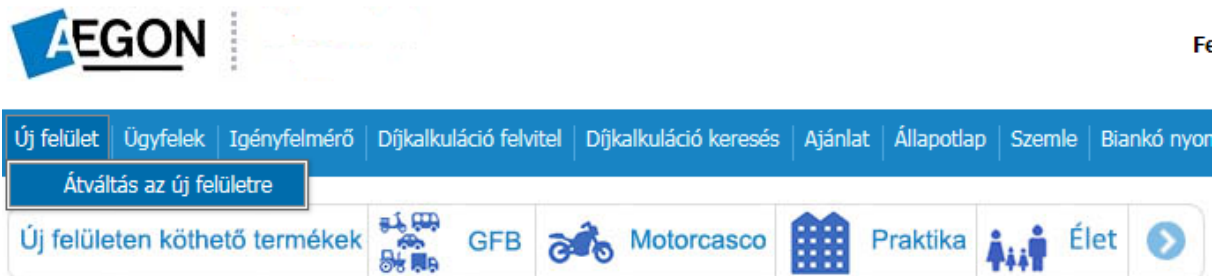 AEGON
Fe
Új felület Ügyfelek Igényfelmérő Díjkalkuláció felvitel Díjkalkuláció keresés Ajánlat Állapotlap Szemle Biankó nyom
Átváltás az új felületre
Új felületen köthető termékek GFB Motorcasco Praktika Élet